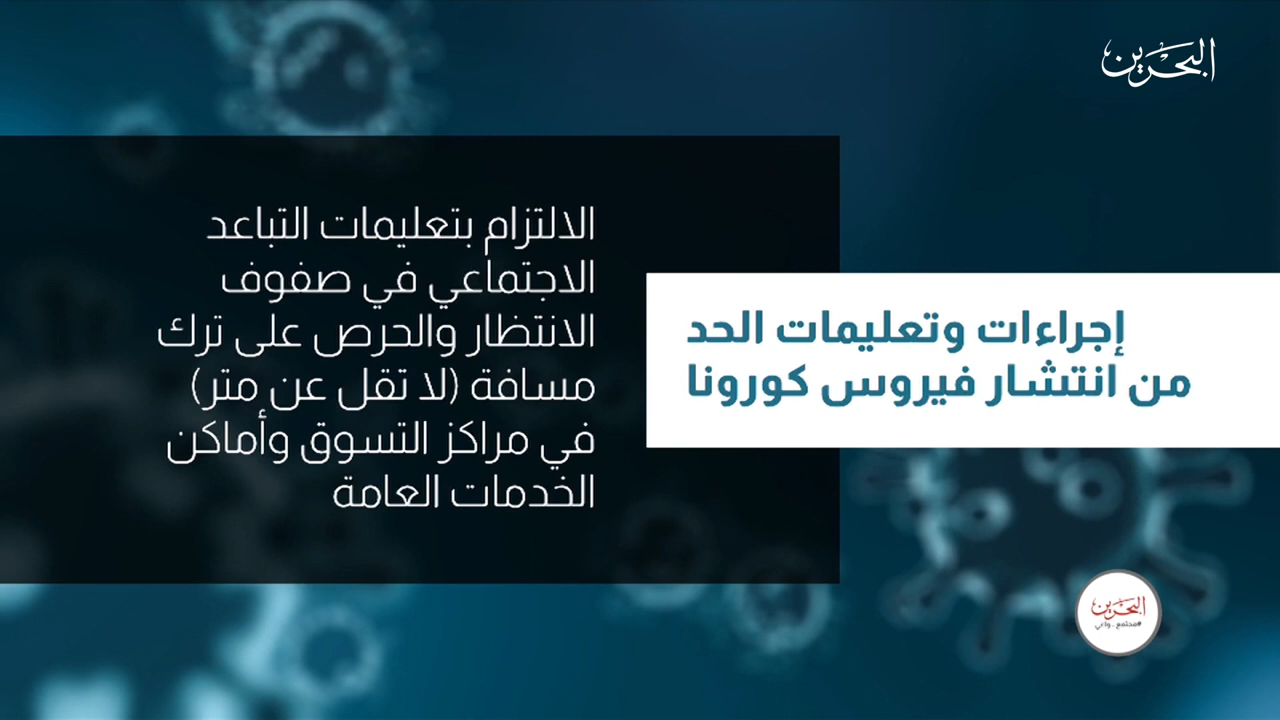 البحرين
إجراءات وتعليمات الحد
من انتشار فيروس كورونا
الالتزام بتعليمات التباعد
الاجتماعي في صفوف
الانتظار والحرص على ترك
مسافة (لا تقل عن متر)
في مراكز التسوق وأماكن
الخدمات العامة
البحرين
#مجتمع_واعي